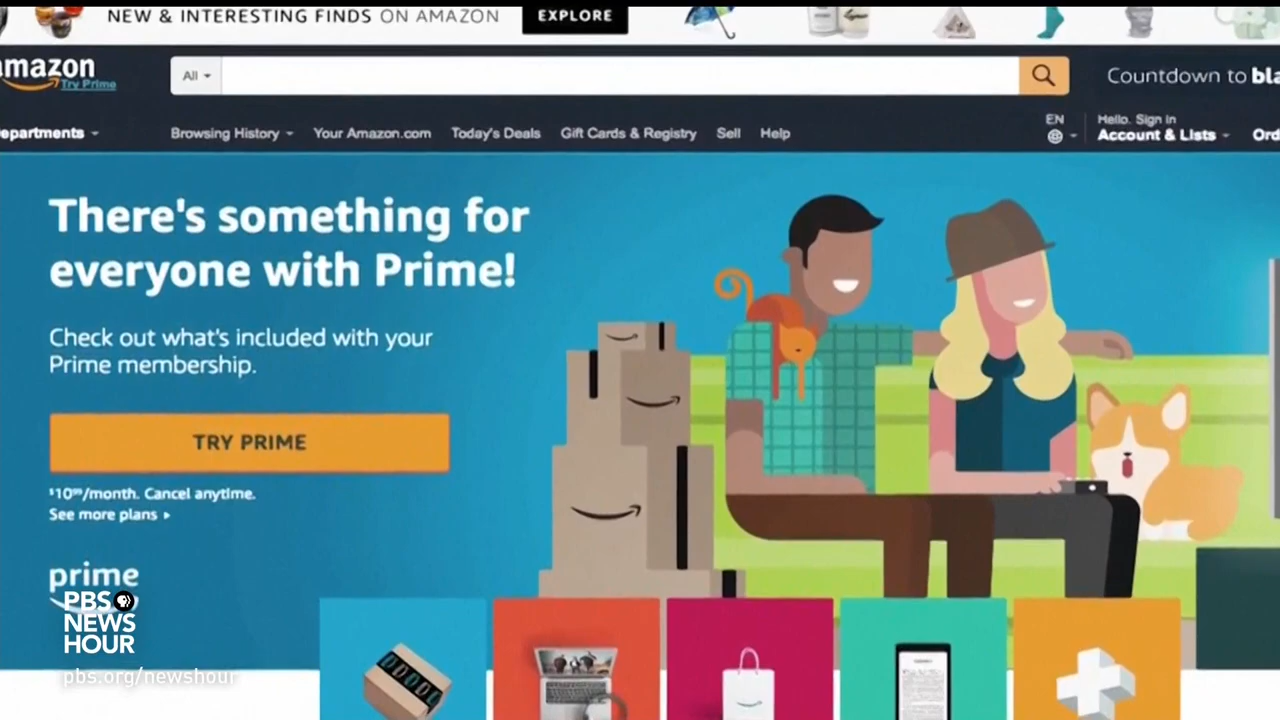 NEW & INTERESTING FINDS ON AMAZON
EXPLORE
amazon
Try Prime
All
Countdown to bla
epartments
Browsing History
Your Amazon.com
Today's Deals
Gift Cards & Registry
Sell
Help
EN
Hello. Sign in
Account & Lists
Ord
There's something for
everyone with Prime!
Check out what's included with your
Prime membership.
TRY PRIME
$10⁹⁹/month. Cancel anytime.
See more plans
prime
PBS
NEWS
HOUR
pbs.org/newshour